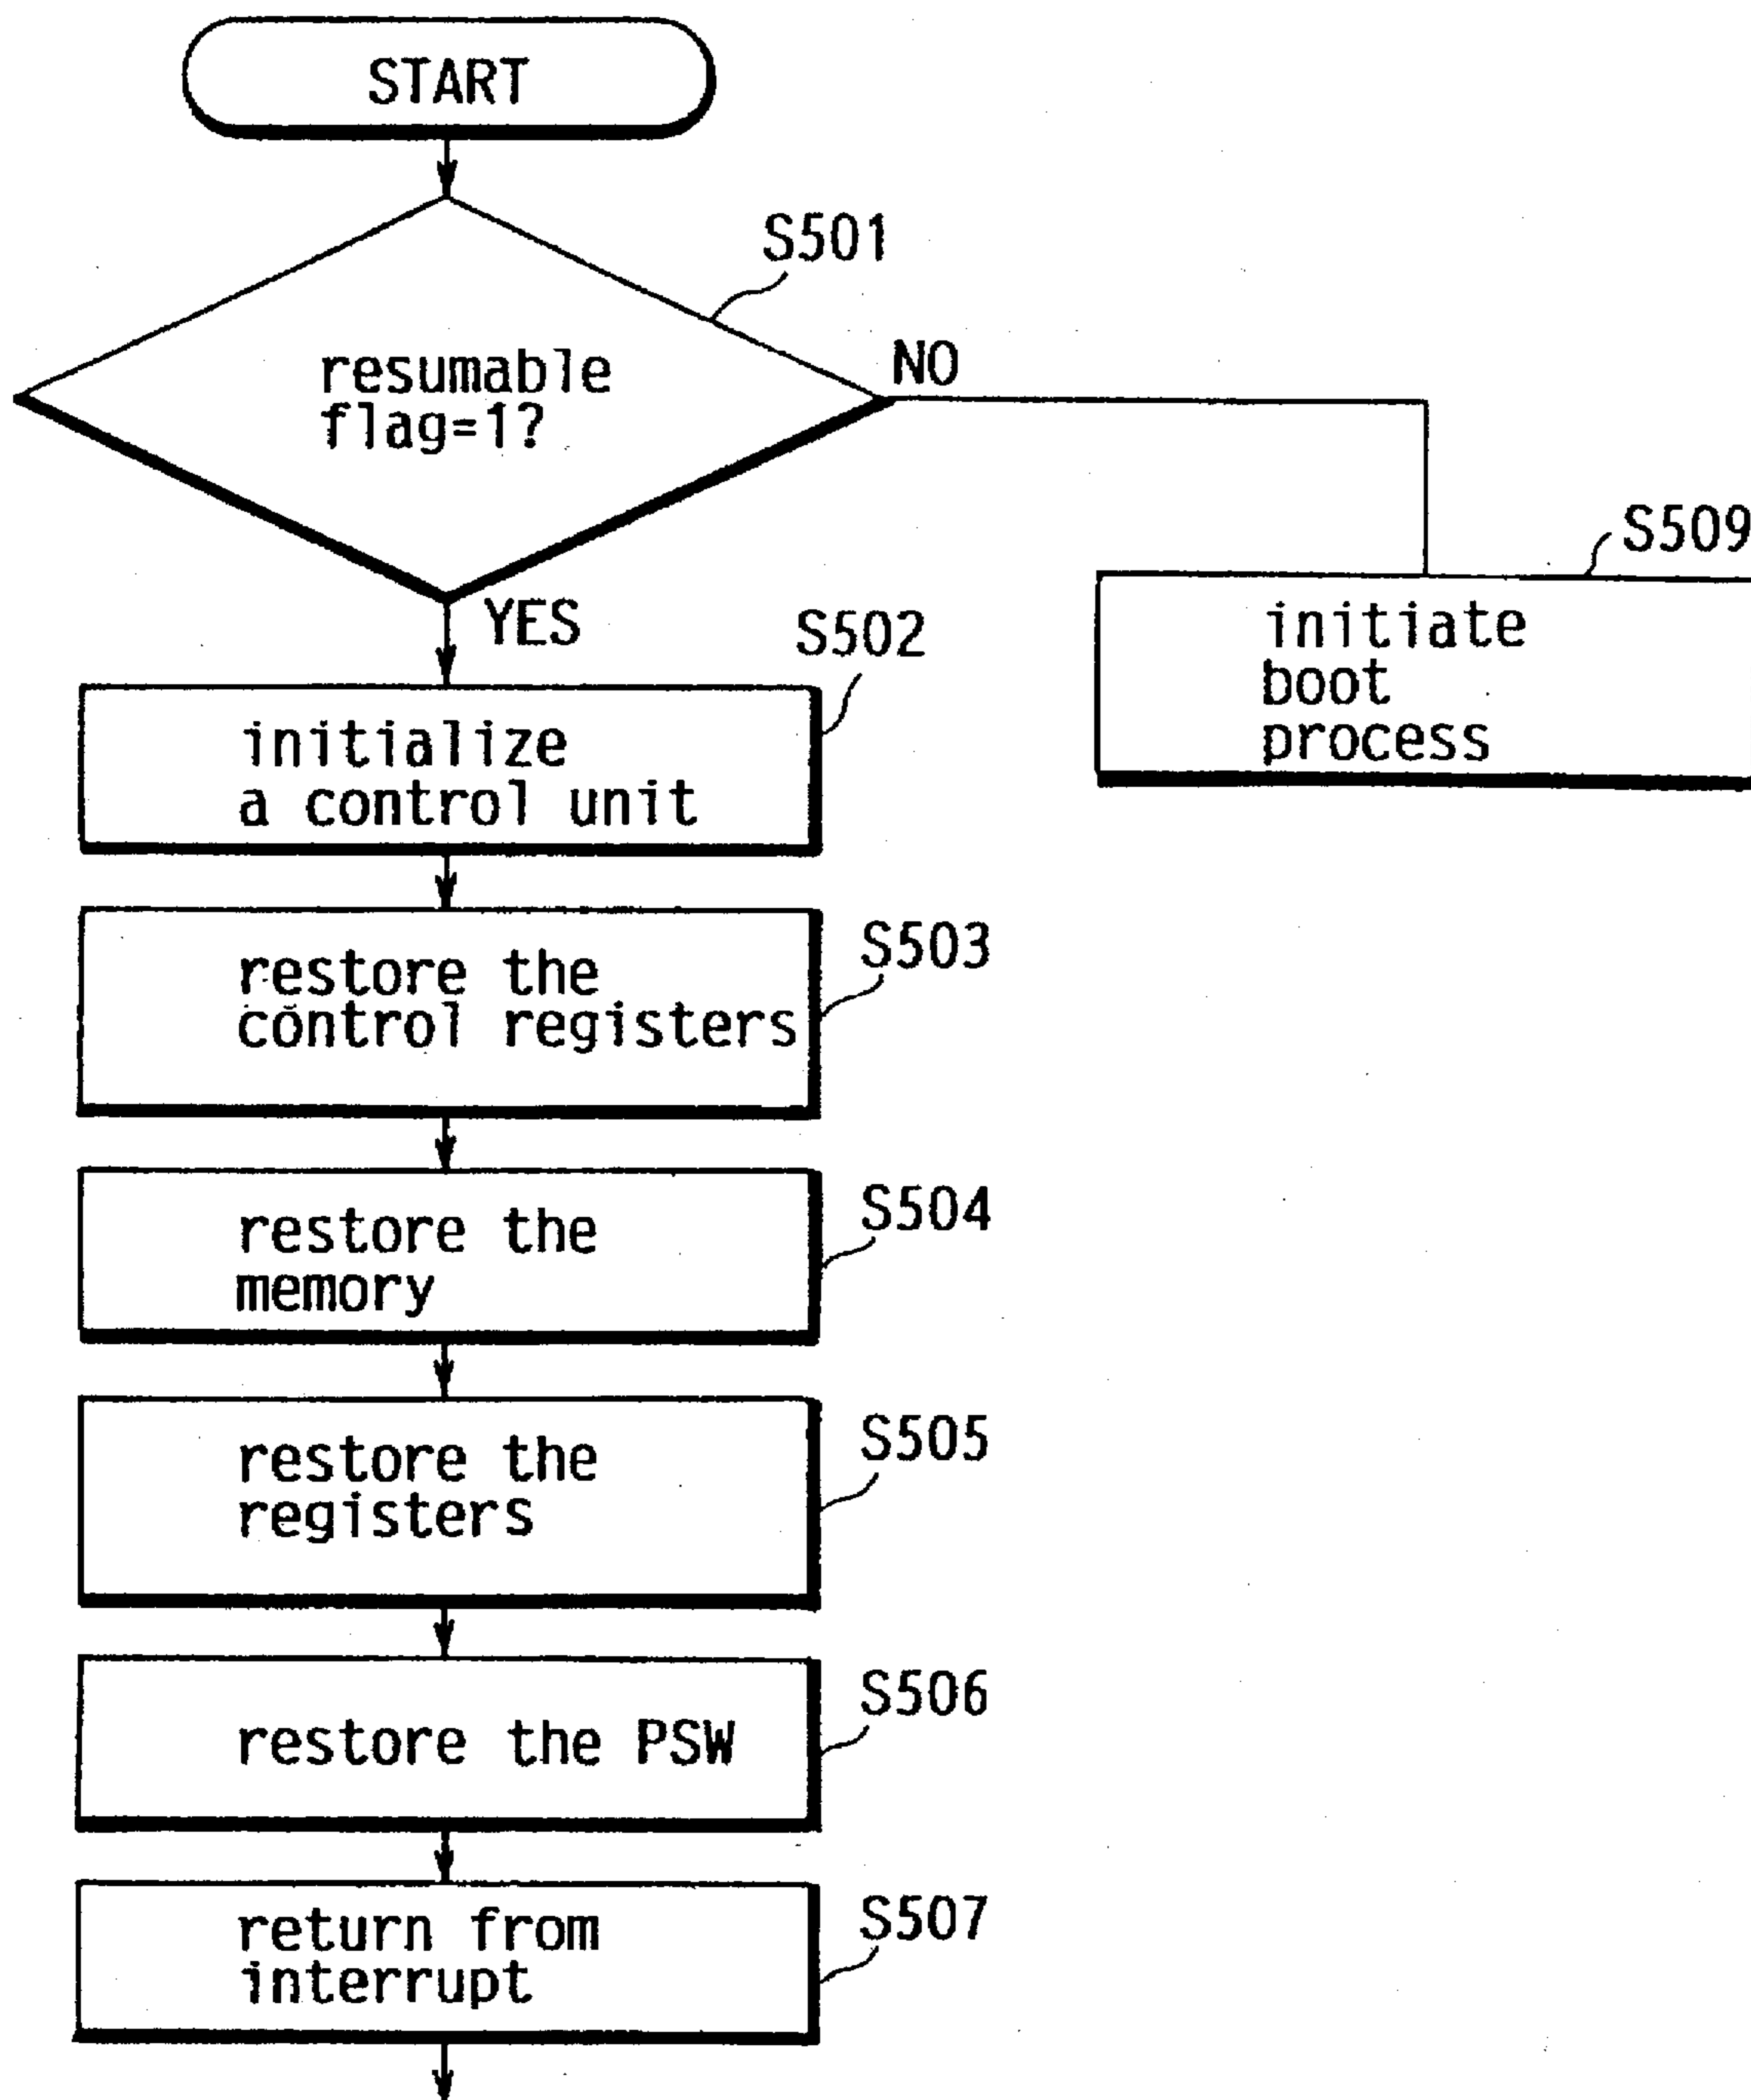 START
S501
resumable
flag=1?
NO
YES
S509
initiate
boot
process
S502
initialize
a control unit
S503
restore the
control registers
S504
restore the
memory
S505
restore the
registers
S506
restore the PSW
S507
return from
interrupt